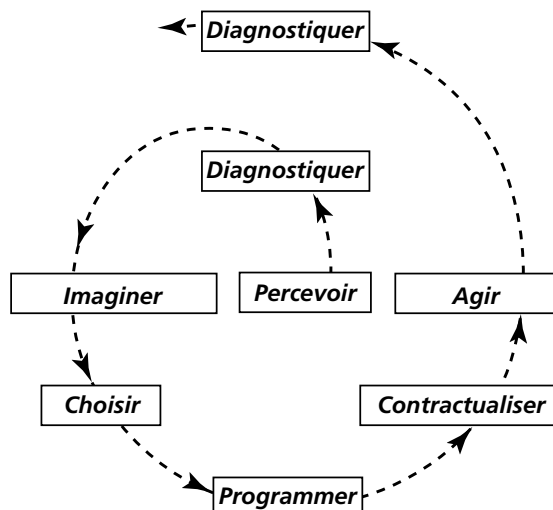 Diagnostiquer
Diagnostiquer
Imaginer
Percevoir
Agir
Choisir
Contractualiser
Programmer